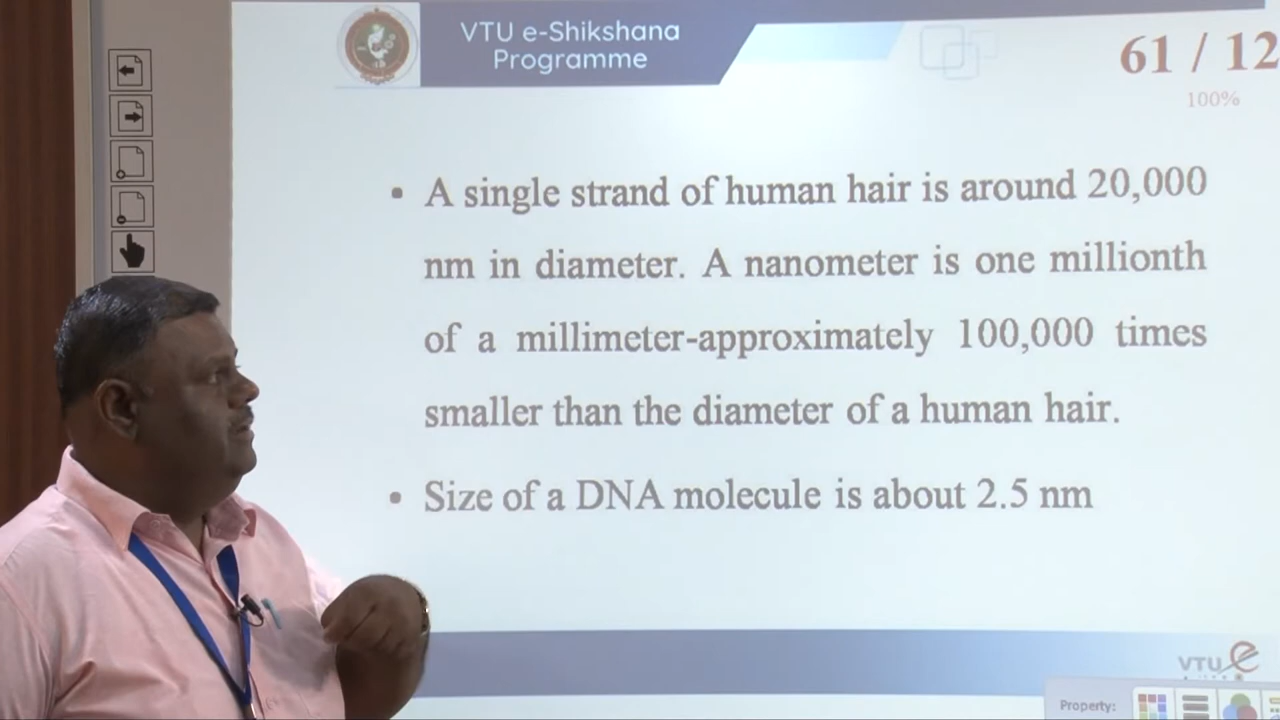 VTU e-Shikshana
Programme
61 / 12
100%
• A single strand of human hair is around 20,000
nm in diameter. A nanometer is one millionth
of a millimeter-approximately 100,000 times
smaller than the diameter of a human hair.
• Size of a DNA molecule is about 2.5 nm
VTU e
Property: